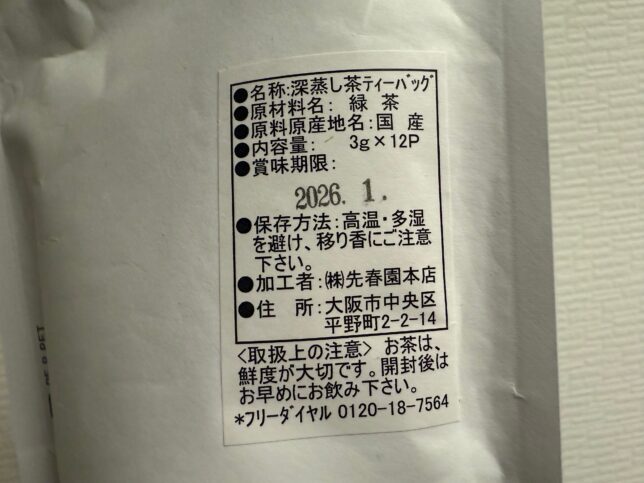 ●名称:深蒸し茶ティーバッグ
●原材料名: 緑 茶
●原料原産地名:国 産
●内容量: 3g×12P
●賞味期限:
2026. 1.
●保存方法:高温・多湿
を避け、移り香にご注意
下さい。
●加工者:㈱先春園本店
●住 所:大阪市中央区
平野町2-2-14
<取扱上の注意> お茶は、
鮮度が大切です。開封後は
お早めにお飲み下さい。
*フリーダイヤル 0120-18-7564